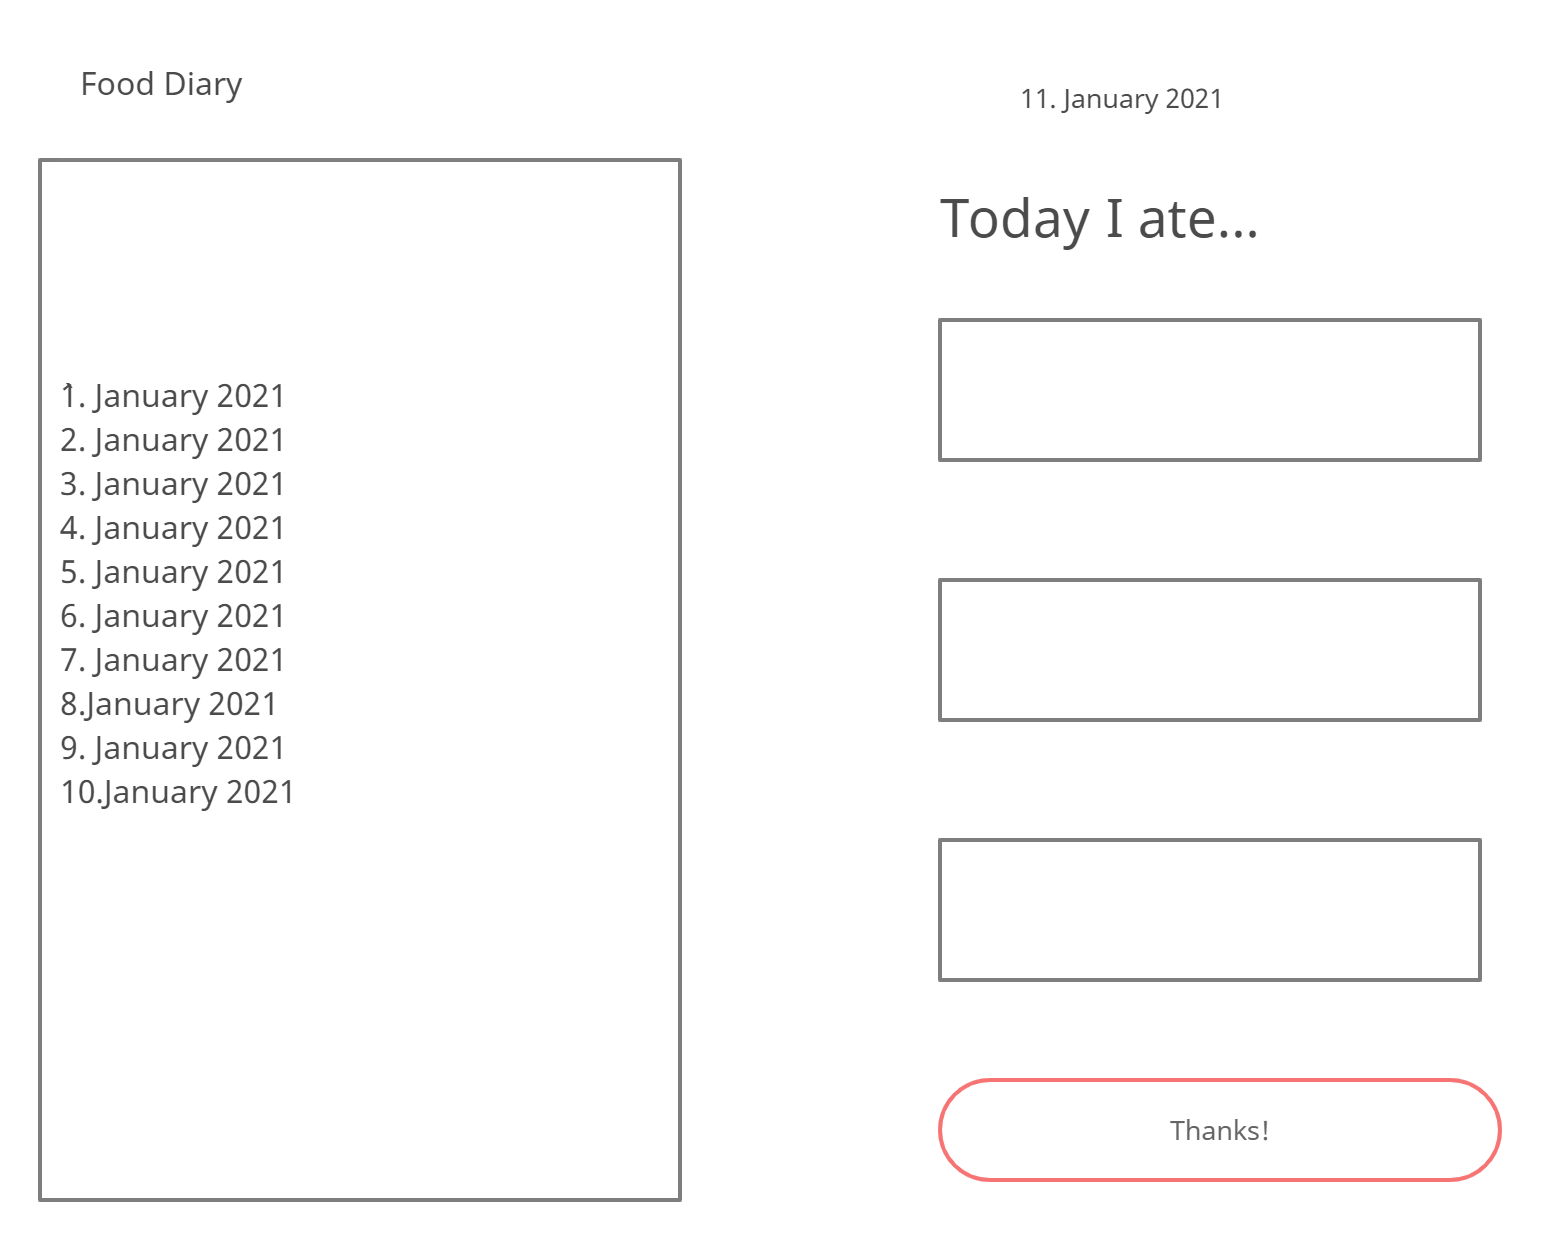 Food Diary
1. January 2021
2. January 2021
3. January 2021
4. January 2021
5. January 2021
6. January 2021
7. January 2021
8.January 2021
9. January 2021
10.January 2021
11. January 2021
Today I ate...
Thanks!